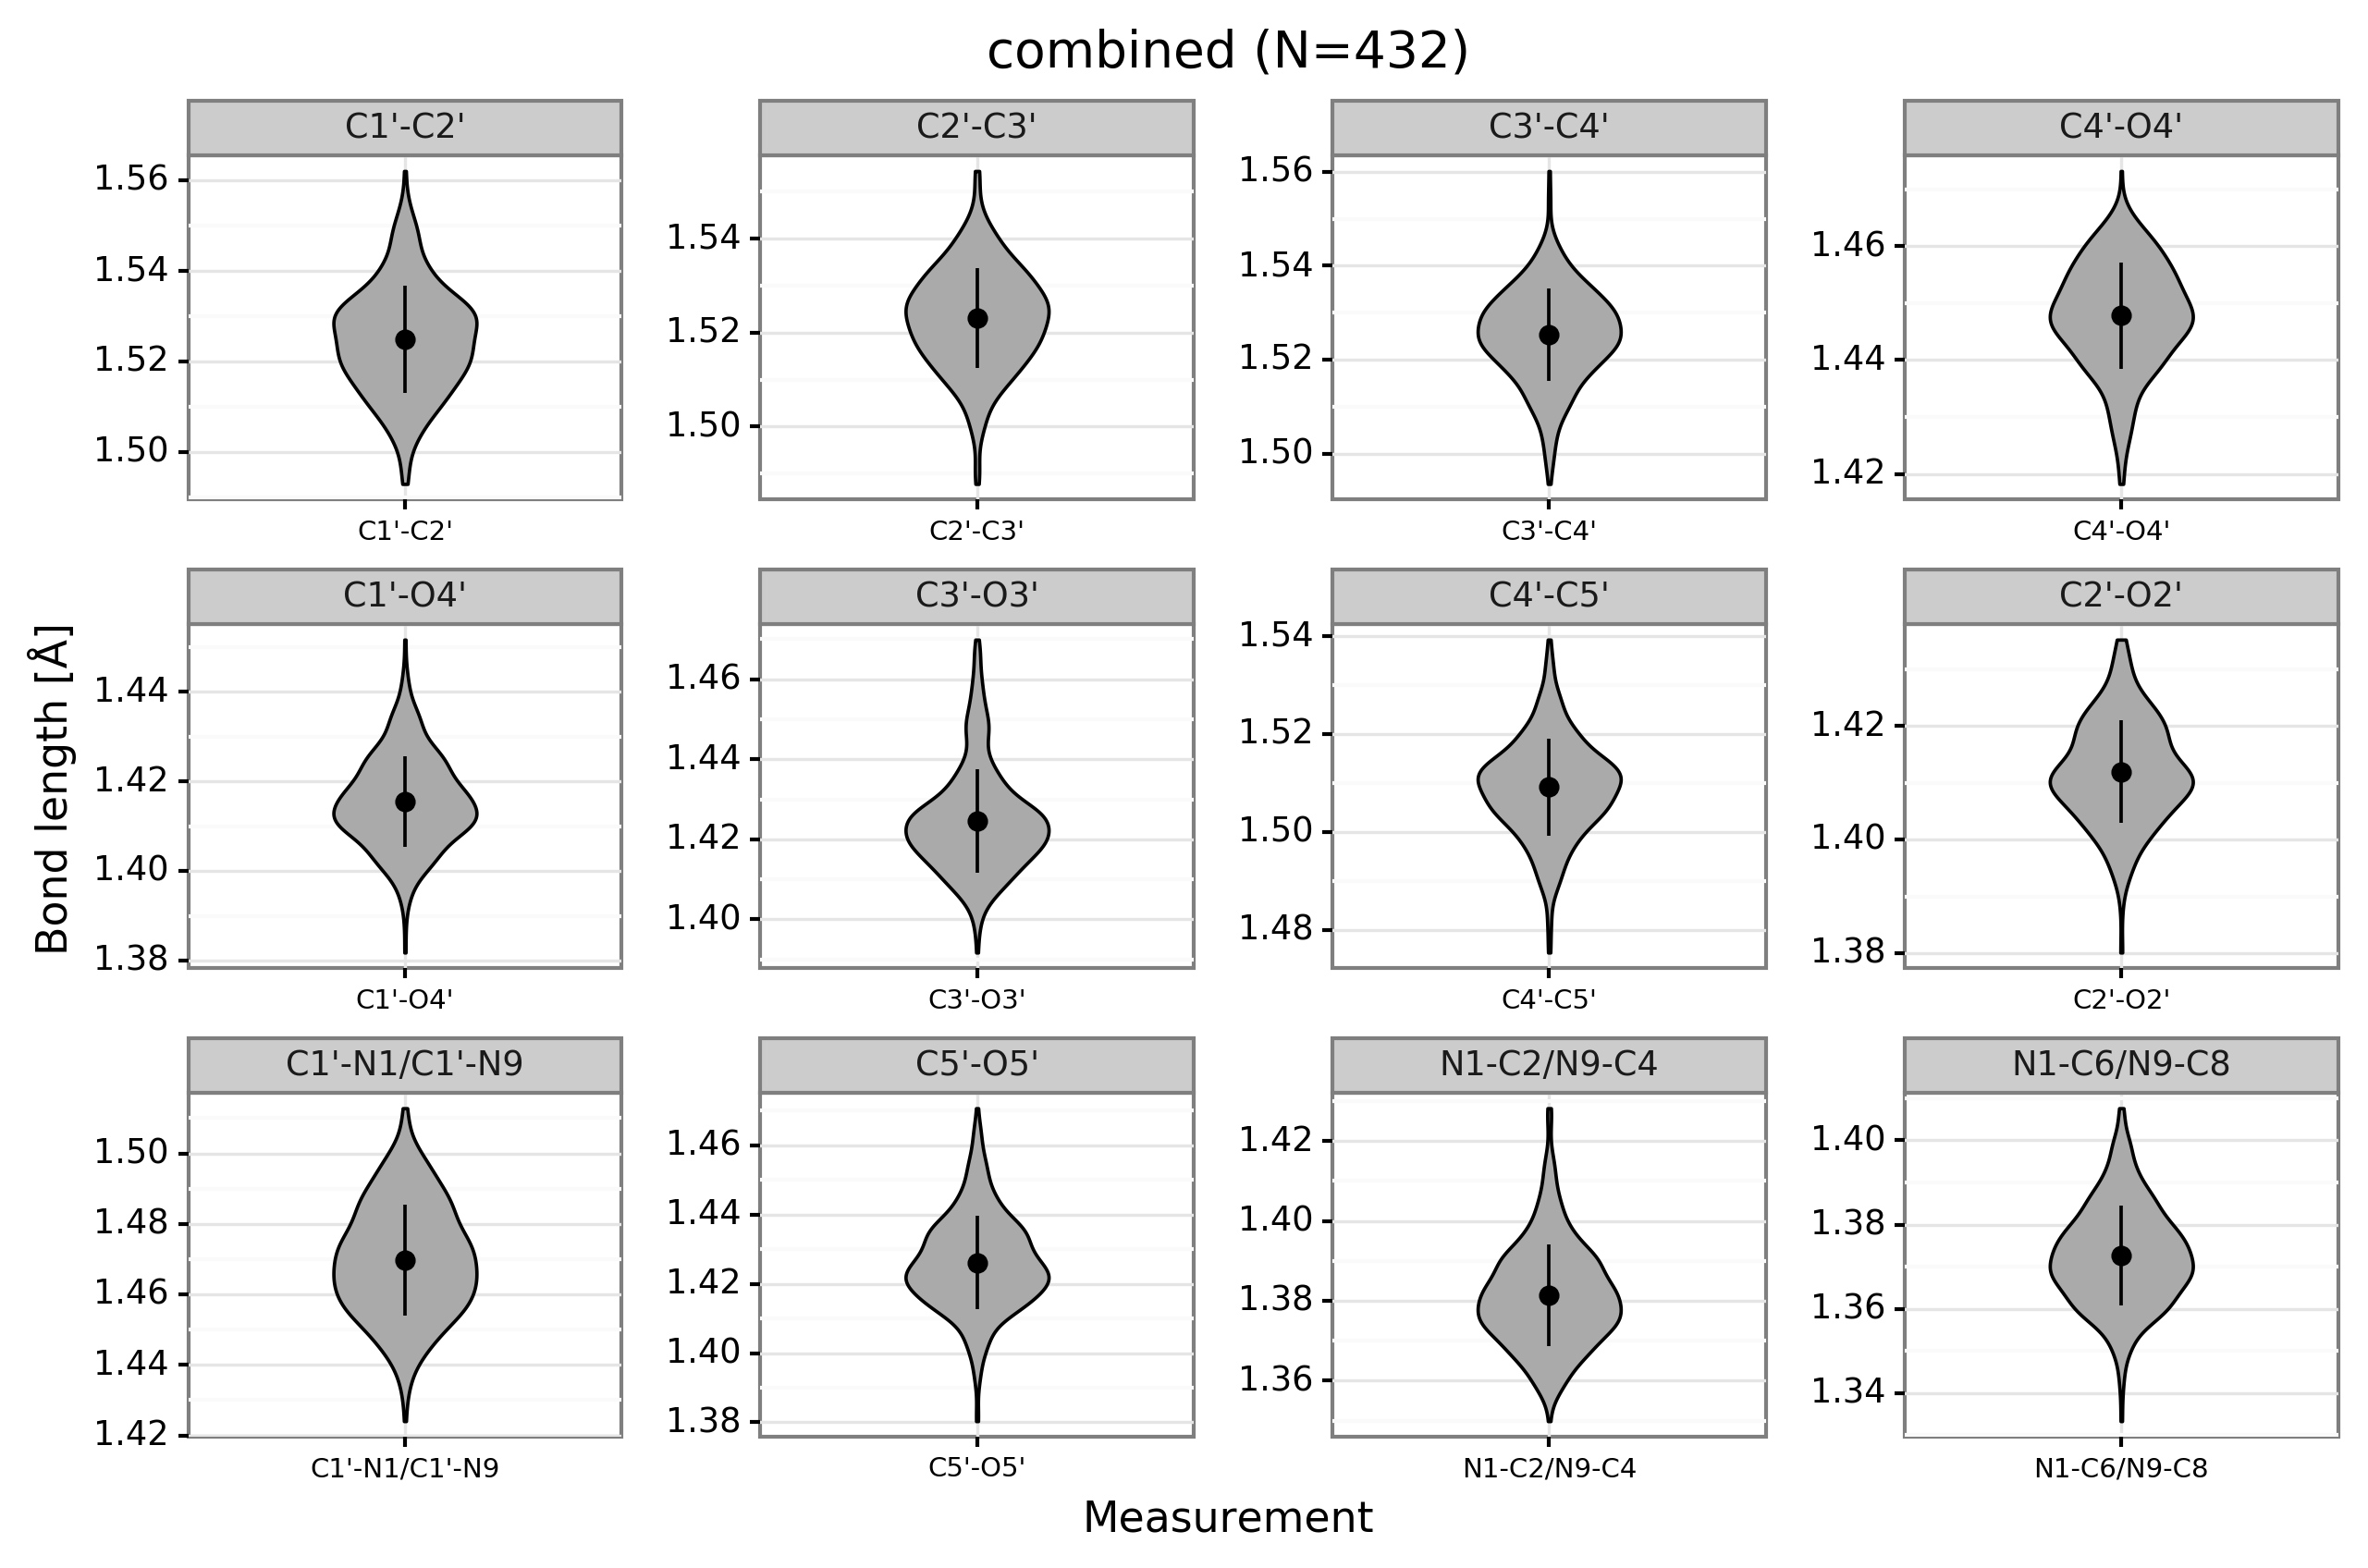 combined (N=432)
C1'-C2'
C2'-C3'
C3'-C4'
C4'-O4'
1.56
1.54
1.52
1.50
1.54
1.52
1.50
1.56
1.54
1.52
1.50
1.46
1.44
1.42
C1'-C2'
C2'-C3'
C3'-C4'
C4'-O4'
Bond length [Å]
C1'-O4'
C3'-O3'
C4'-C5'
C2'-O2'
1.44
1.42
1.40
1.38
1.46
1.44
1.42
1.40
1.54
1.52
1.50
1.48
1.42
1.40
1.38
C1'-O4'
C3'-O3'
C4'-C5'
C2'-O2'
C1'-N1/C1'-N9
C5'-O5'
N1-C2/N9-C4
N1-C6/N9-C8
1.50
1.48
1.46
1.44
1.42
1.46
1.44
1.42
1.40
1.38
1.42
1.40
1.38
1.36
1.40
1.38
1.36
1.34
C1'-N1/C1'-N9
C5'-O5'
N1-C2/N9-C4
N1-C6/N9-C8
Measurement